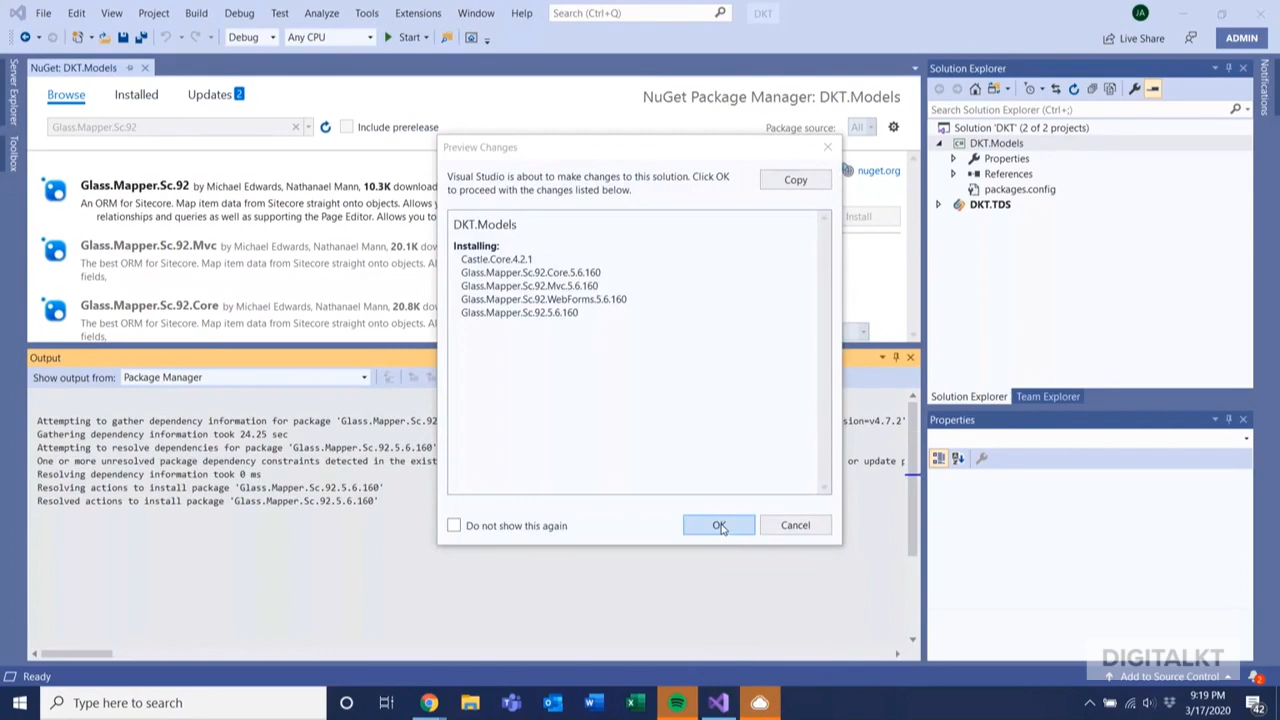 File Edit View Project Build Debug Test Analyze Tools Extensions Window Help Search (Ctrl+Q) DKT JA
Debug Any CPU Start Live Share ADMIN
Server Explorer
Toolbox
NuGet: DKT.Models
Browse Installed Updates 2 NuGet Package Manager: DKT.Models
Glass.Mapper.Sc.92 Include prerelease Package source: All
Glass.Mapper.Sc.92 by Michael Edwards, Nathanael Mann, 10.3K download
An ORM for Sitecore. Map item data from Sitecore straight onto objects. Allows
relationships and queries as well as supporting the Page Editor. Allows you to
Glass.Mapper.Sc.92.Mvc by Michael Edwards, Nathanael Mann, 20.1K
The best ORM for Sitecore. Map item data from Sitecore straight onto objects.
fields,
Glass.Mapper.Sc.92.Core by Michael Edwards, Nathanael Mann, 20.8K
The best ORM for Sitecore. Map item data from Sitecore straight onto objects.
fields,
nuget.org
Install
Preview Changes
Visual Studio is about to make changes to this solution. Click OK
to proceed with the changes listed below.
Copy
DKT.Models
Installing:
Castle.Core.4.2.1
Glass.Mapper.Sc.92.Core.5.6.160
Glass.Mapper.Sc.92.Mvc.5.6.160
Glass.Mapper.Sc.92.WebForms.5.6.160
Glass.Mapper.Sc.92.5.6.160
Do not show this again OK Cancel
Output
Show output from: Package Manager
Attempting to gather dependency information for package 'Glass.Mapper.Sc.92 sion=v4.7.2'
Gathering dependency information took 24.25 sec
Attempting to resolve dependencies for package 'Glass.Mapper.Sc.92.5.6.160'
One or more unresolved package dependency constraints detected in the exist or update p
Resolving dependency information took 0 ms
Resolving actions to install package 'Glass.Mapper.Sc.92.5.6.160'
Resolved actions to install package 'Glass.Mapper.Sc.92.5.6.160'
Solution Explorer
Search Solution Explorer (Ctrl+;)
Solution 'DKT' (2 of 2 projects)
DKT.Models
Properties
References
packages.config
DKT.TDS
Solution Explorer Team Explorer
Properties
Notifications
DIGITALKT
Ready Add to Source Control 2
Type here to search
9:19 PM
3/17/2020
42